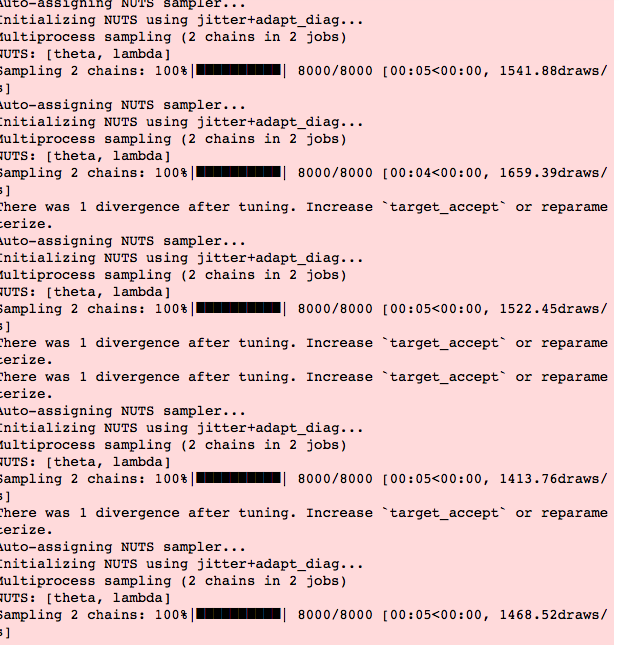 Auto-assigning NUTS sampler...
Initializing NUTS using jitter+adapt_diag...
Multiprocess sampling (2 chains in 2 jobs)
NUTS: [theta, lambda]
Sampling 2 chains: 100%|██████████| 8000/8000 [00:05<00:00, 1541.88draws/
s]
Auto-assigning NUTS sampler...
Initializing NUTS using jitter+adapt_diag...
Multiprocess sampling (2 chains in 2 jobs)
NUTS: [theta, lambda]
Sampling 2 chains: 100%|██████████| 8000/8000 [00:04<00:00, 1659.39draws/
s]
There was 1 divergence after tuning. Increase `target_accept` or reparame
terize.
Auto-assigning NUTS sampler...
Initializing NUTS using jitter+adapt_diag...
Multiprocess sampling (2 chains in 2 jobs)
NUTS: [theta, lambda]
Sampling 2 chains: 100%|██████████| 8000/8000 [00:05<00:00, 1522.45draws/
s]
There was 1 divergence after tuning. Increase `target_accept` or reparame
terize.
There was 1 divergence after tuning. Increase `target_accept` or reparame
terize.
Auto-assigning NUTS sampler...
Initializing NUTS using jitter+adapt_diag...
Multiprocess sampling (2 chains in 2 jobs)
NUTS: [theta, lambda]
Sampling 2 chains: 100%|██████████| 8000/8000 [00:05<00:00, 1413.76draws/
s]
There was 1 divergence after tuning. Increase `target_accept` or reparame
terize.
Auto-assigning NUTS sampler...
Initializing NUTS using jitter+adapt_diag...
Multiprocess sampling (2 chains in 2 jobs)
NUTS: [theta, lambda]
Sampling 2 chains: 100%|██████████| 8000/8000 [00:05<00:00, 1468.52draws/
s]